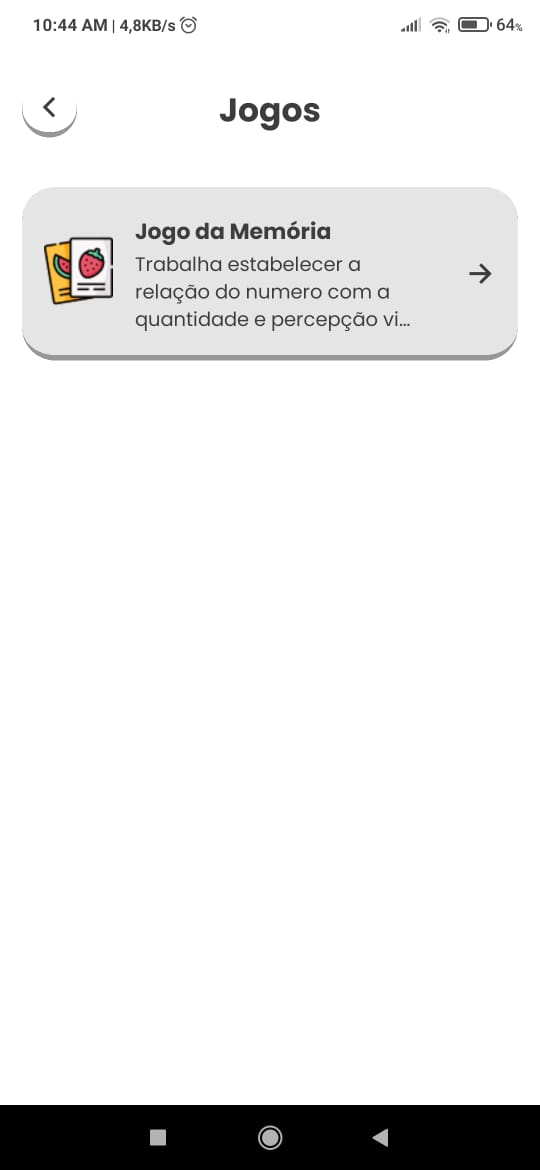 10:44 AM | 4,8KB/s
64%
Jogos
Jogo da Memória
Trabalha estabelecer a
relação do numero com a
quantidade e percepção vi...